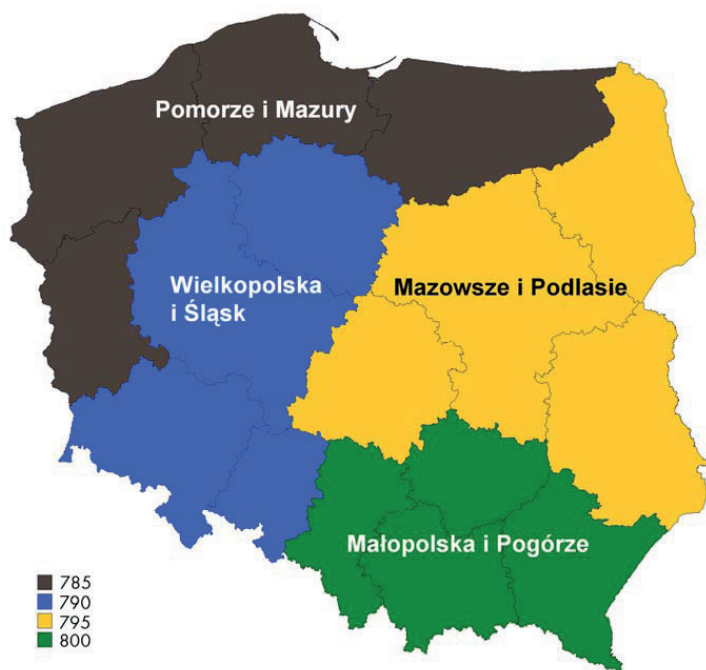 Pomorze i Mazury
Wielkopolska
i Śląsk
Mazowsze i Podlasie
Małopolska i Pogórze
785
790
795
800